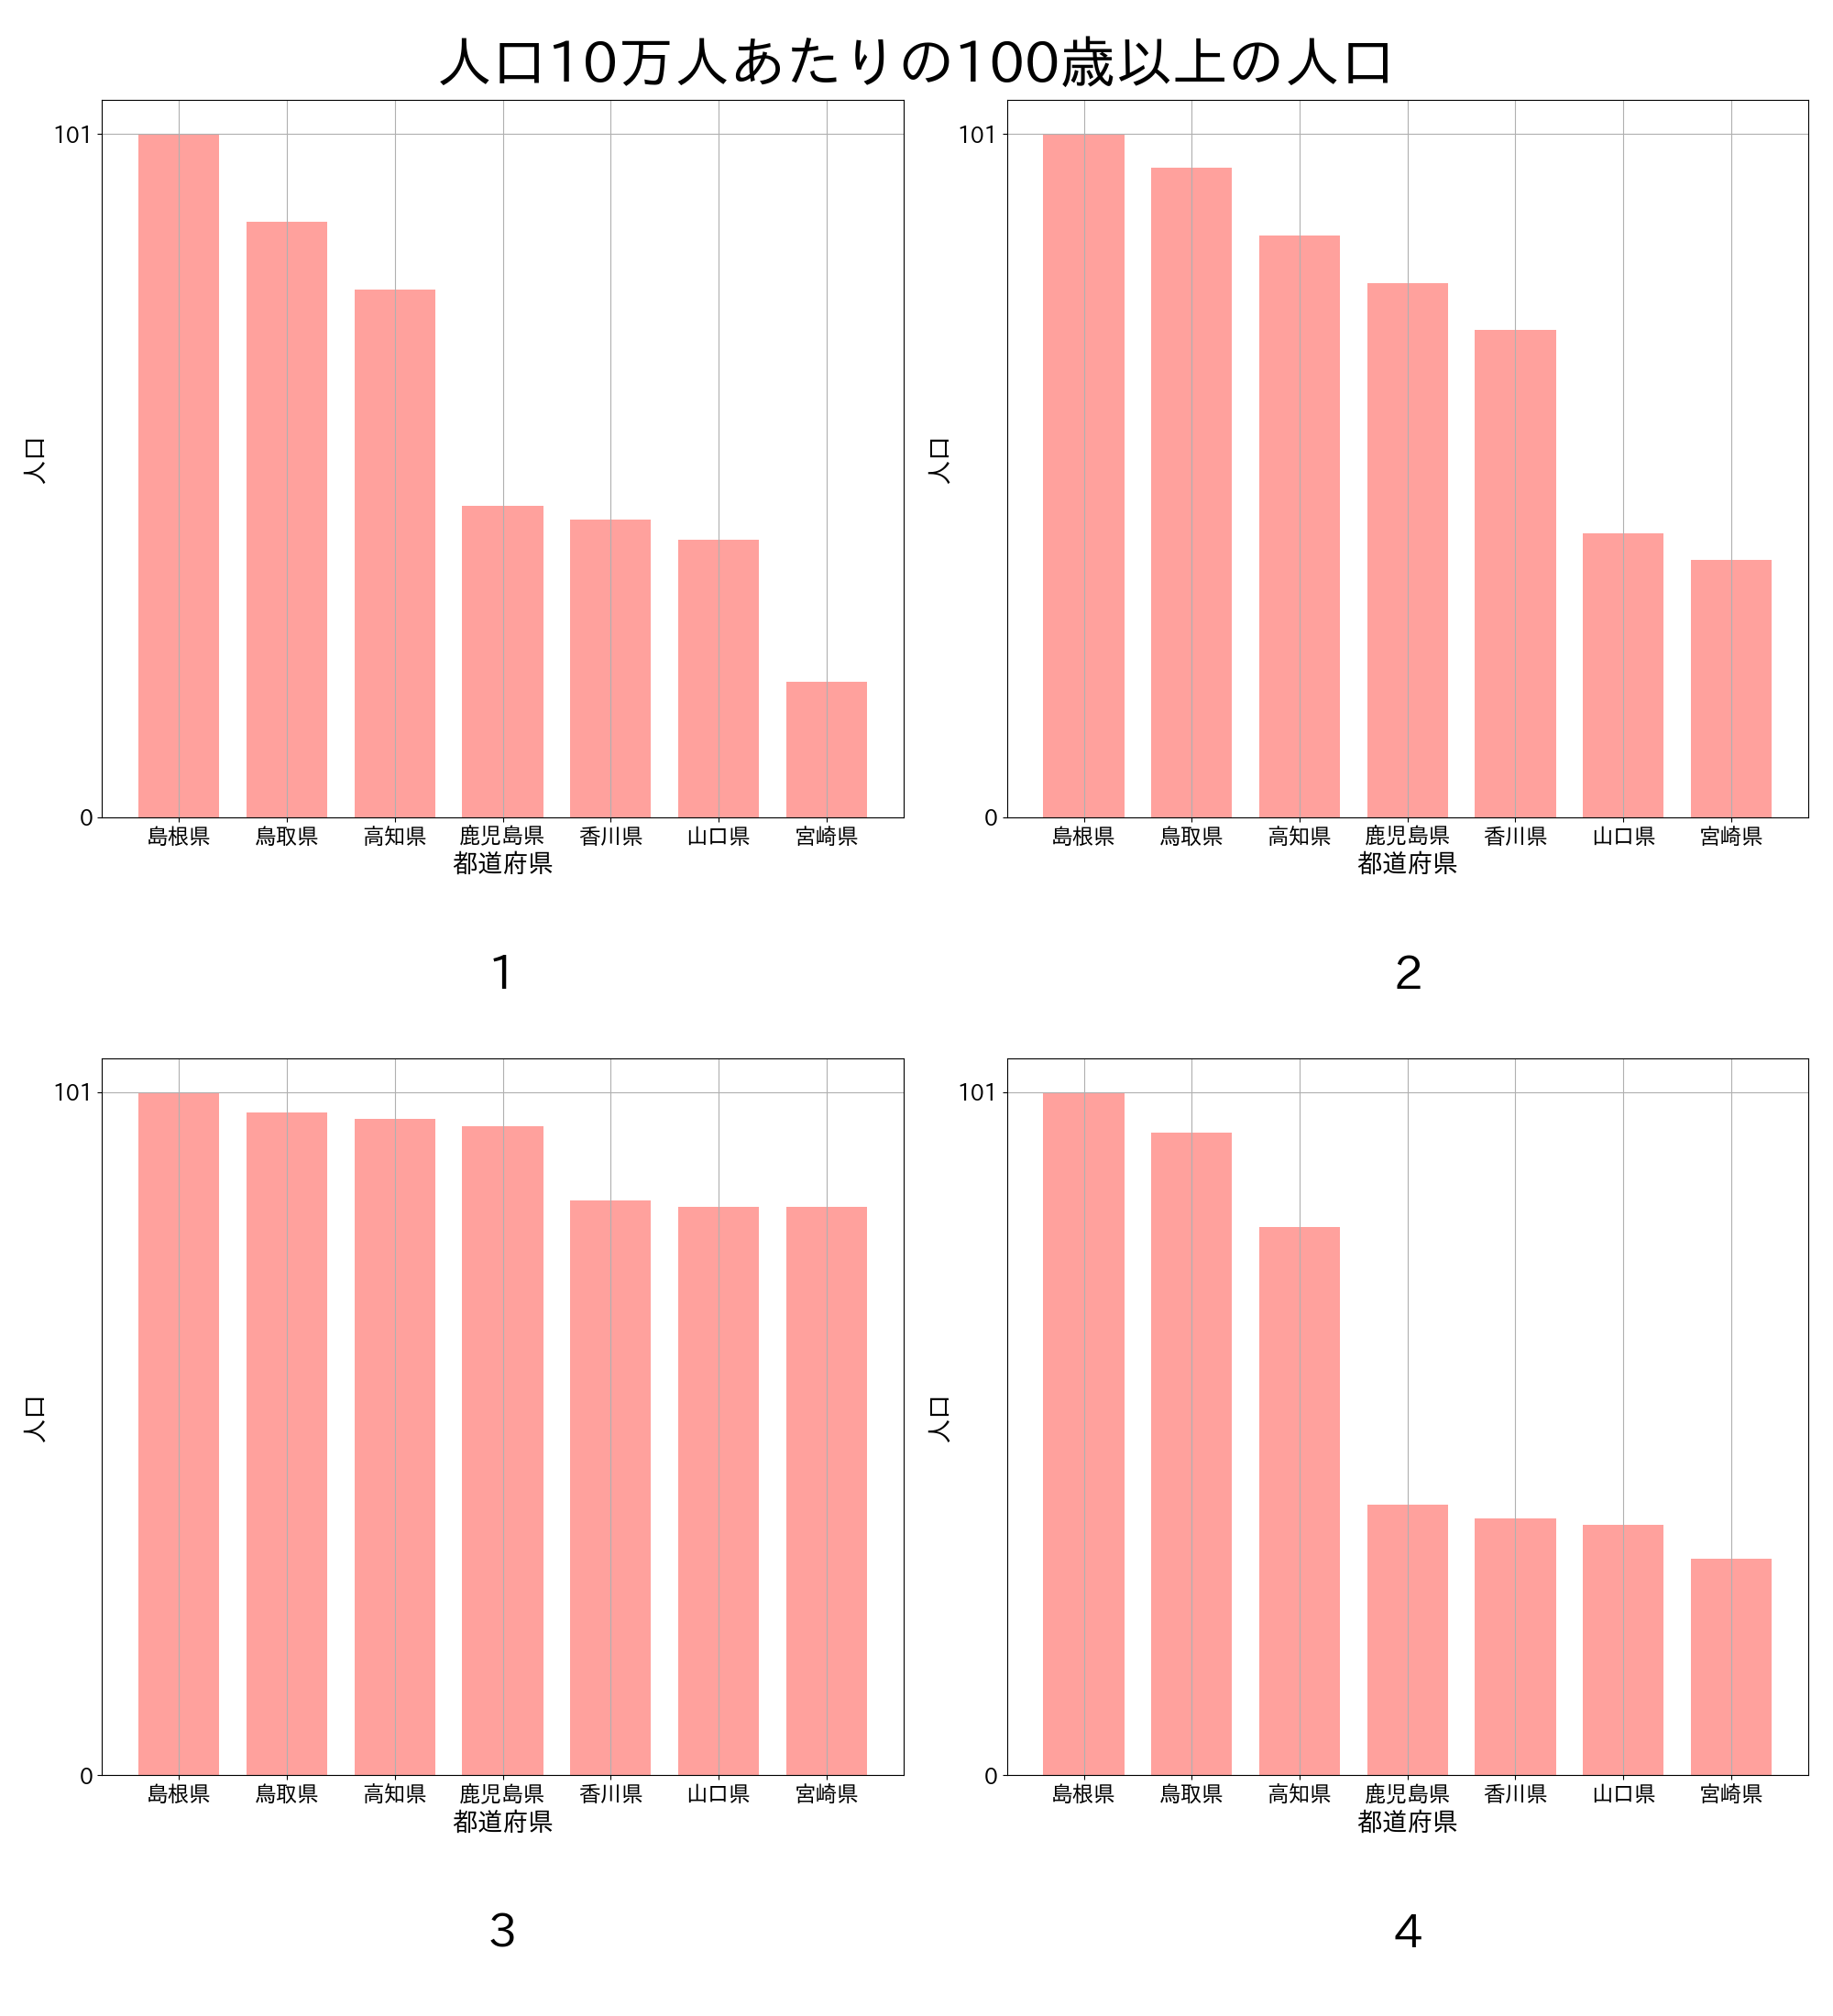 人口10万人あたりの100歳以上の人口
101
0
人口
島根県 鳥取県 高知県 鹿児島県 香川県 山口県 宮崎県
都道府県
1
101
0
人口
島根県 鳥取県 高知県 鹿児島県 香川県 山口県 宮崎県
都道府県
2
101
0
人口
島根県 鳥取県 高知県 鹿児島県 香川県 山口県 宮崎県
都道府県
3
101
0
人口
島根県 鳥取県 高知県 鹿児島県 香川県 山口県 宮崎県
都道府県
4